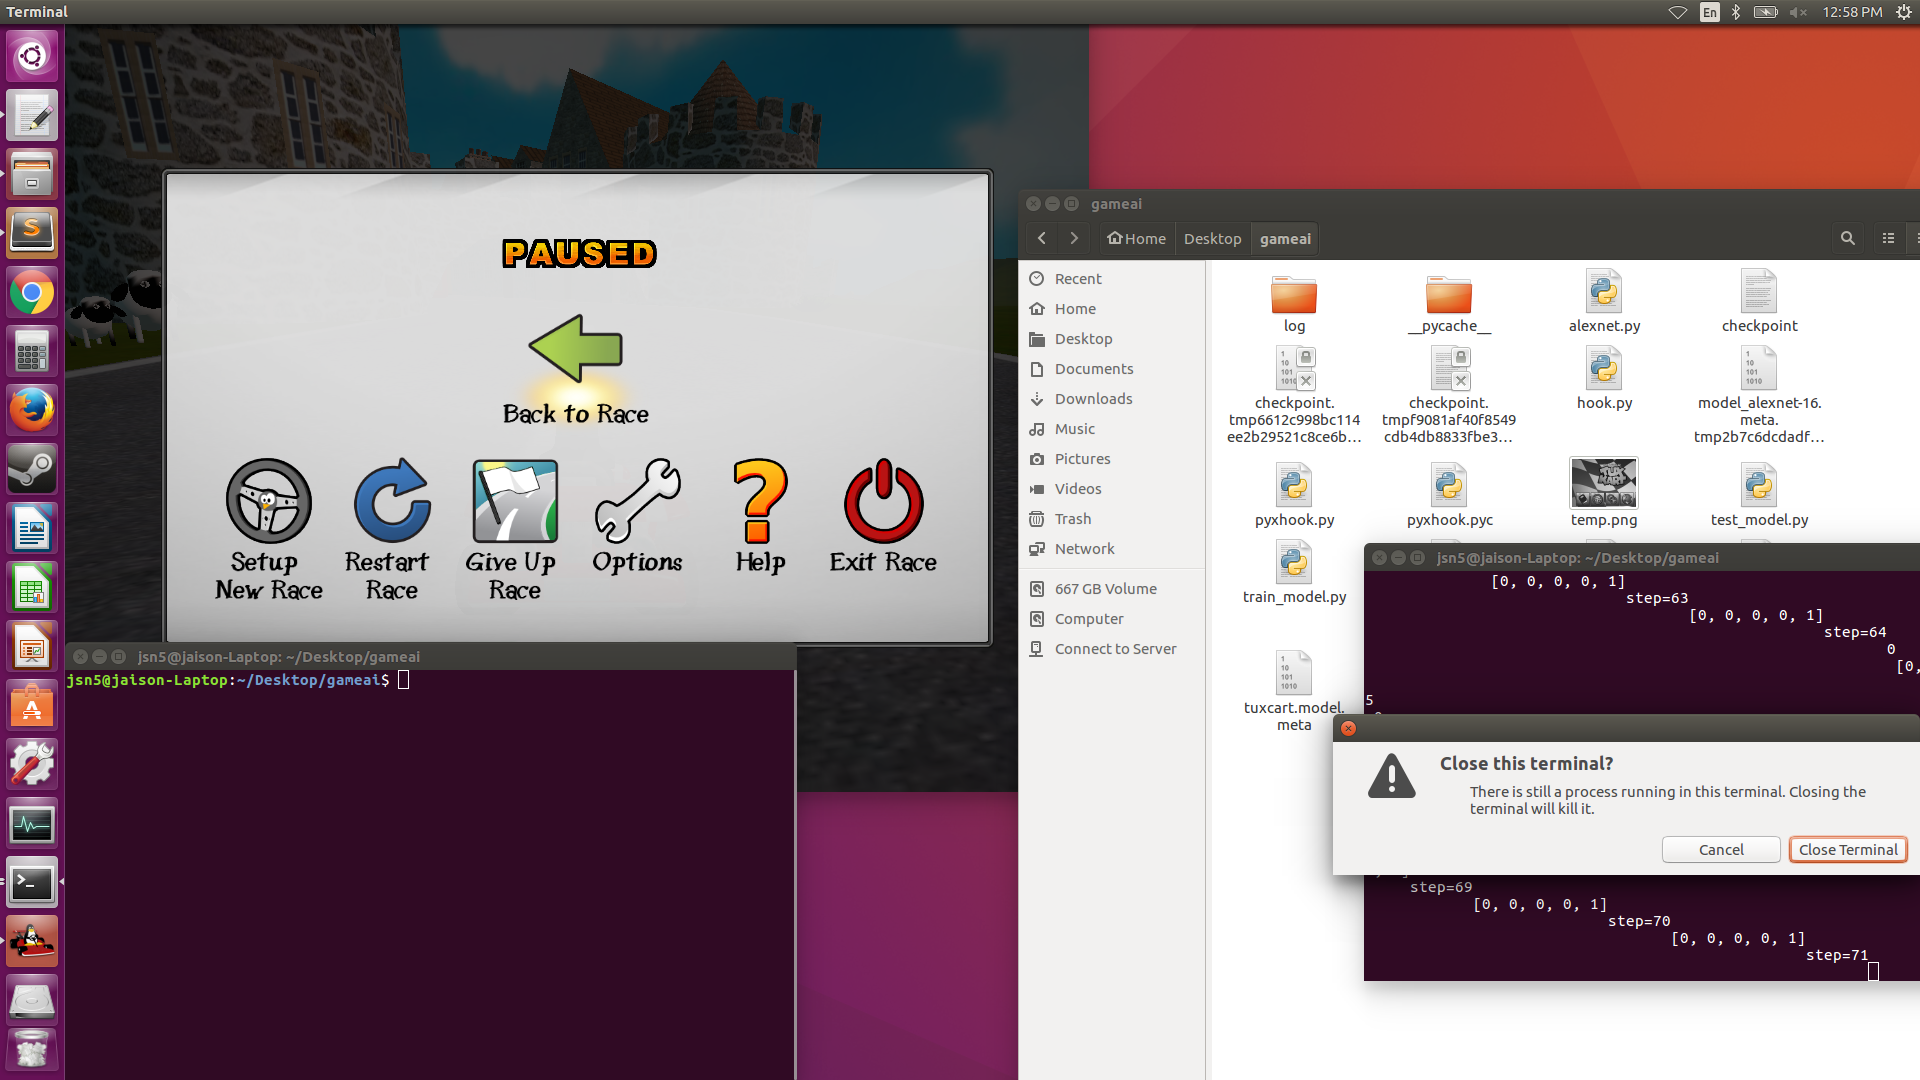 Terminal
En
12:58 PM
PAUSED
Back to Race
Setup
New Race
Restart
Race
Give Up
Race
Options
Help
Exit Race
jsn5@jaison-Laptop: ~/Desktop/gameai
jsn5@jaison-Laptop:~/Desktop/gameai$
gameai
Home
Desktop
gameai
Recent
Home
Desktop
Documents
Downloads
Music
Pictures
Videos
Trash
Network
667 GB Volume
Computer
Connect to Server
log
__pycache__
alexnet.py
checkpoint
checkpoint.
tmp6612c998bc114
ee2b29521c8ce6b…
checkpoint.
tmpf9081af40f8549
cdb4db8833fbe3…
hook.py
model_alexnet-16.
meta.
tmp2b7c6dcdadf…
pyxhook.py
pyxhook.pyc
temp.png
test_model.py
train_model.py
tuxcart.model.
meta
jsn5@jaison-Laptop: ~/Desktop/gameai
[0, 0, 0, 0, 1]
step=63
[0, 0, 0, 0, 1]
step=64
0
[0,
5
Close this terminal?
There is still a process running in this terminal. Closing the
terminal will kill it.
Cancel
Close Terminal
step=69
[0, 0, 0, 0, 1]
step=70
[0, 0, 0, 0, 1]
step=71